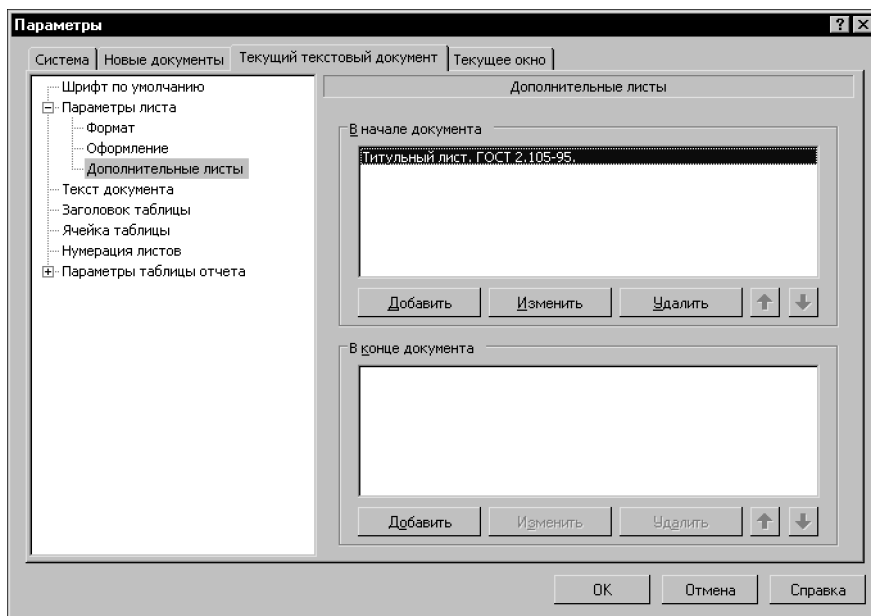 Параметры
Система
Новые документы
Текущий текстовый документ
Текущее окно
Шрифт по умолчанию
Параметры листа
Формат
Оформление
Дополнительные листы
Текст документа
Заголовок таблицы
Ячейка таблицы
Нумерация листов
Параметры таблицы отчета
Дополнительные листы
В начале документа
Титульный лист. ГОСТ 2.105-95.
Добавить
Изменить
Удалить
В конце документа
Добавить
Изменить
Удалить
OK
Отмена
Справка